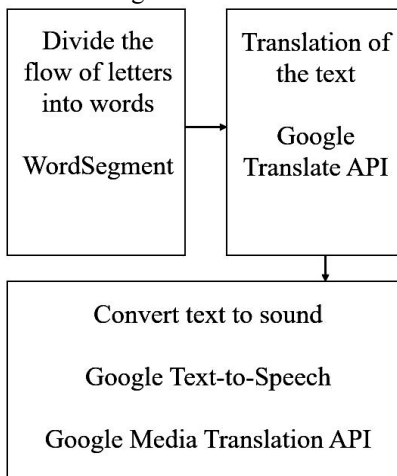 Divide the
flow of letters
into words
WordSegment
Translation of
the text
Google
Translate API
Convert text to sound
Google Text-to-Speech
Google Media Translation API